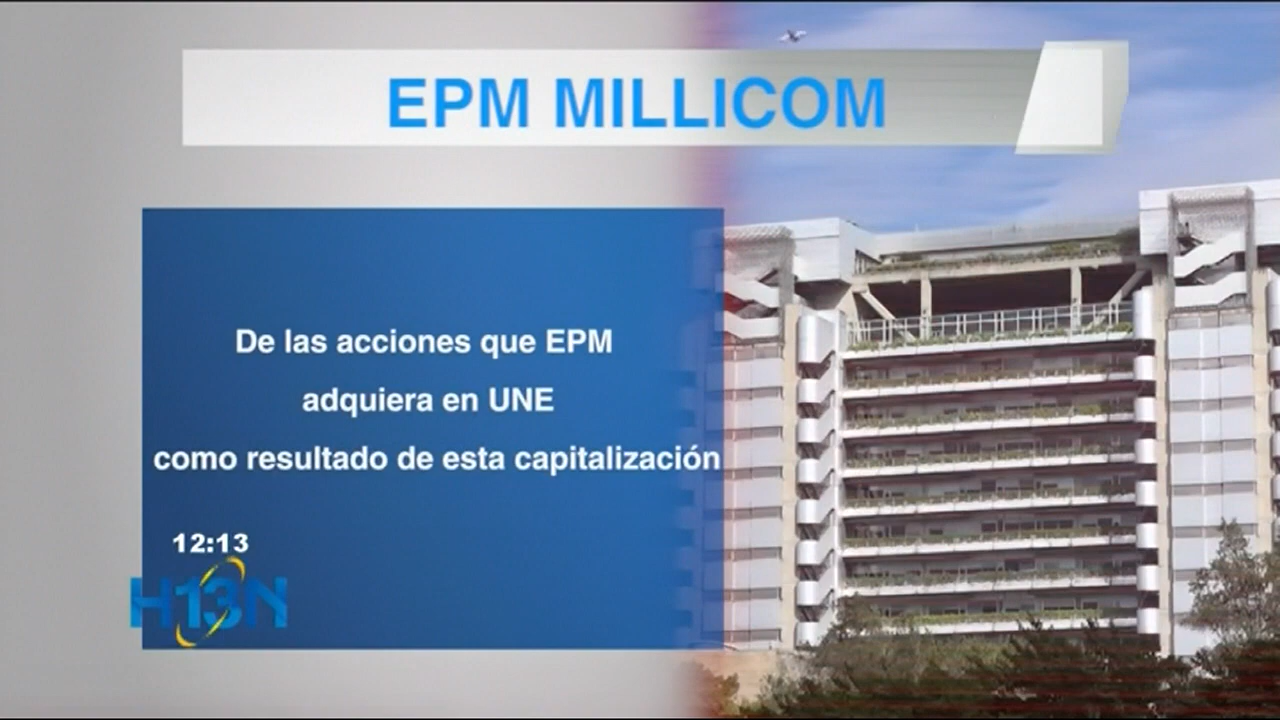 EPM MILLICOM
De las acciones que EPM
adquiera en UNE
como resultado de esta capitalización
12:13
H13N